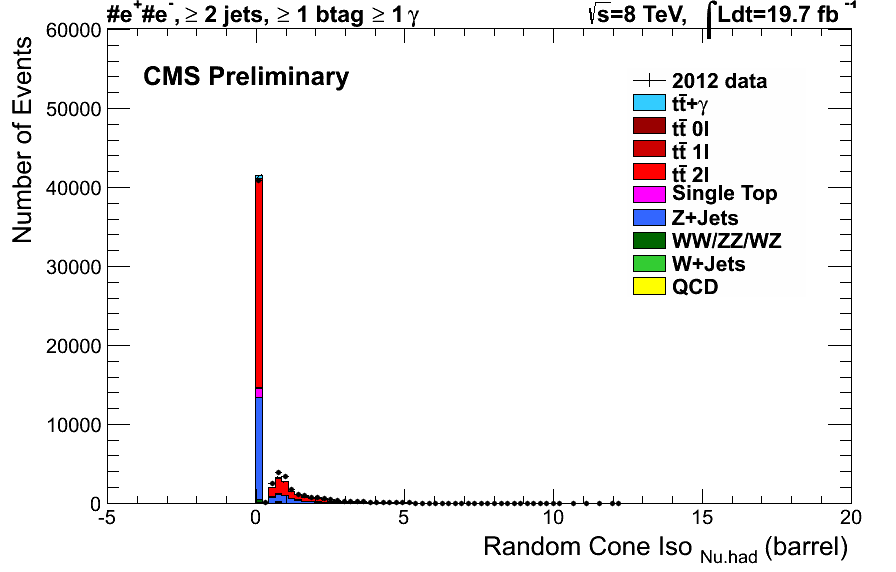 #e⁺#e⁻, ≥ 2 jets, ≥ 1 btag ≥ 1 γ
√s=8 TeV, ∫Ldt=19.7 fb⁻¹
CMS Preliminary
2012 data
tt̄+γ
tt̄ 0l
tt̄ 1l
tt̄ 2l
Single Top
Z+Jets
WW/ZZ/WZ
W+Jets
QCD
Number of Events
60000
50000
40000
30000
20000
10000
0
-5 0 5 10 15 20
Random Cone Iso Nu.had (barrel)